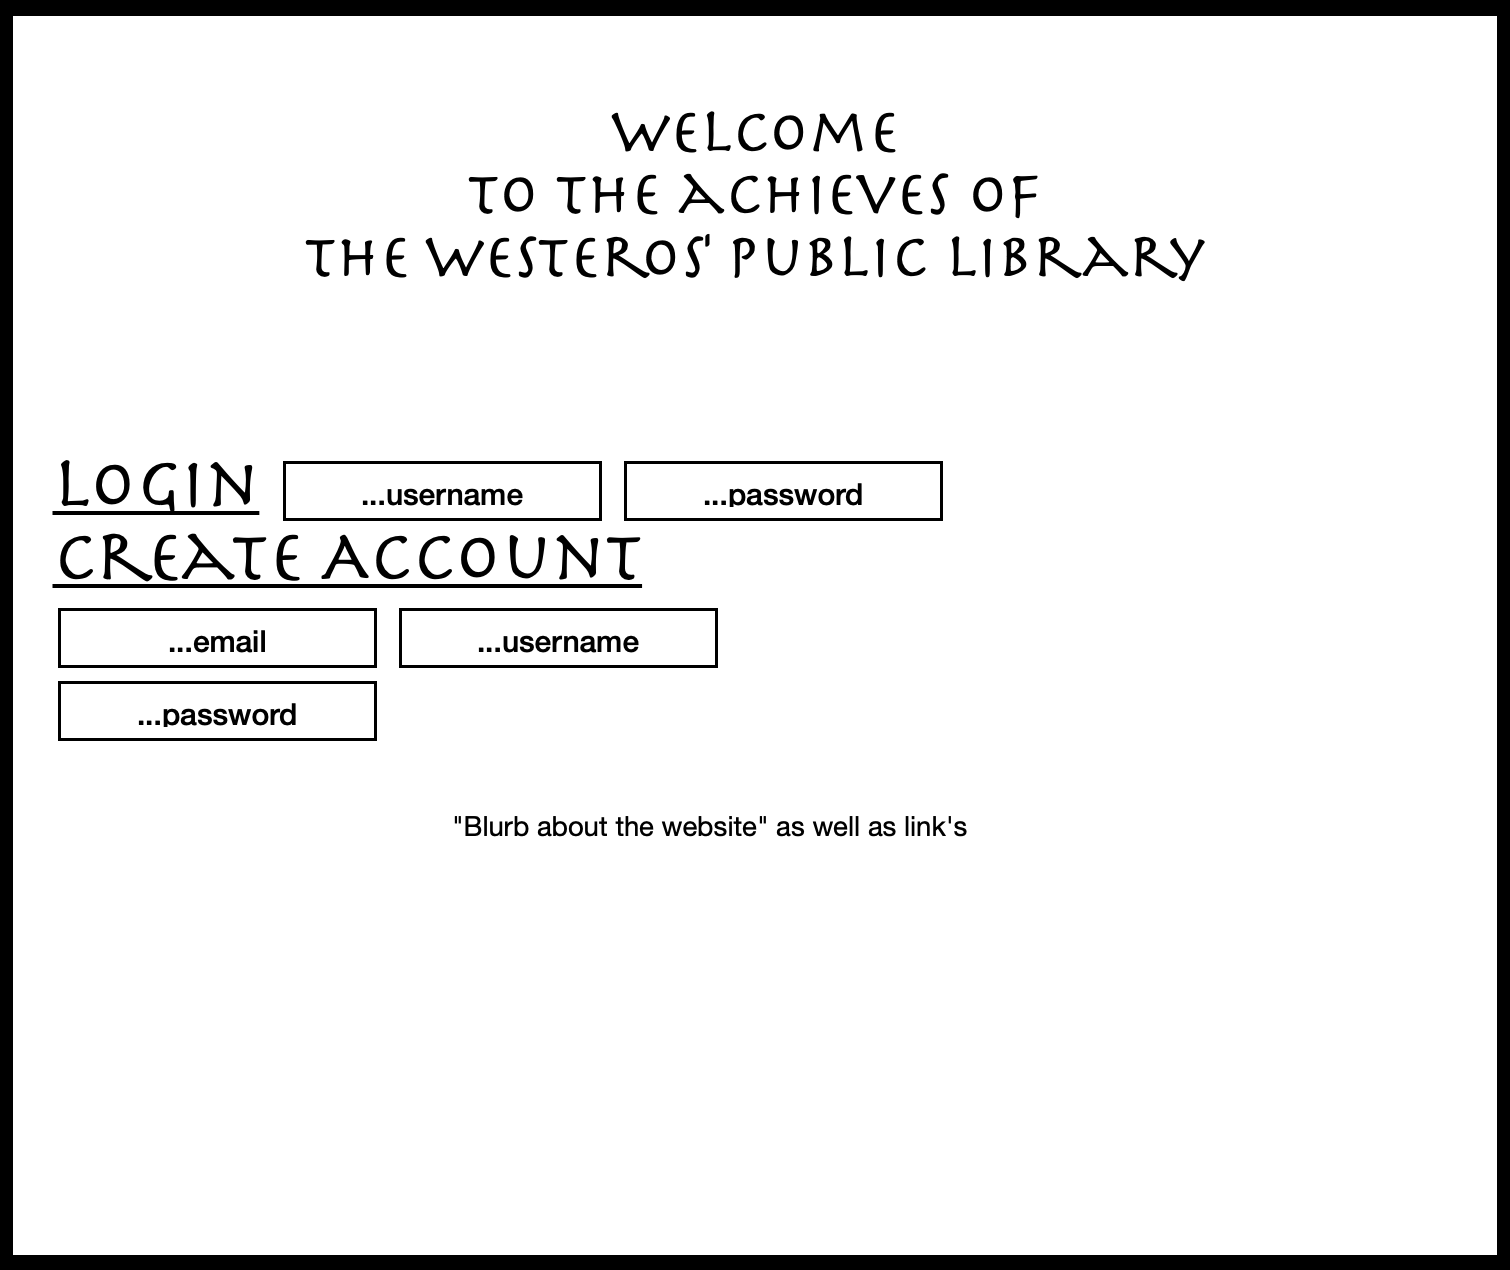 WELCOME
TO THE ACHIEVES OF
THE WESTEROS' PUBLIC LIBRARY
LOGIN ...username ...password
CREATE ACCOUNT
...email ...username
...password
"Blurb about the website" as well as link's